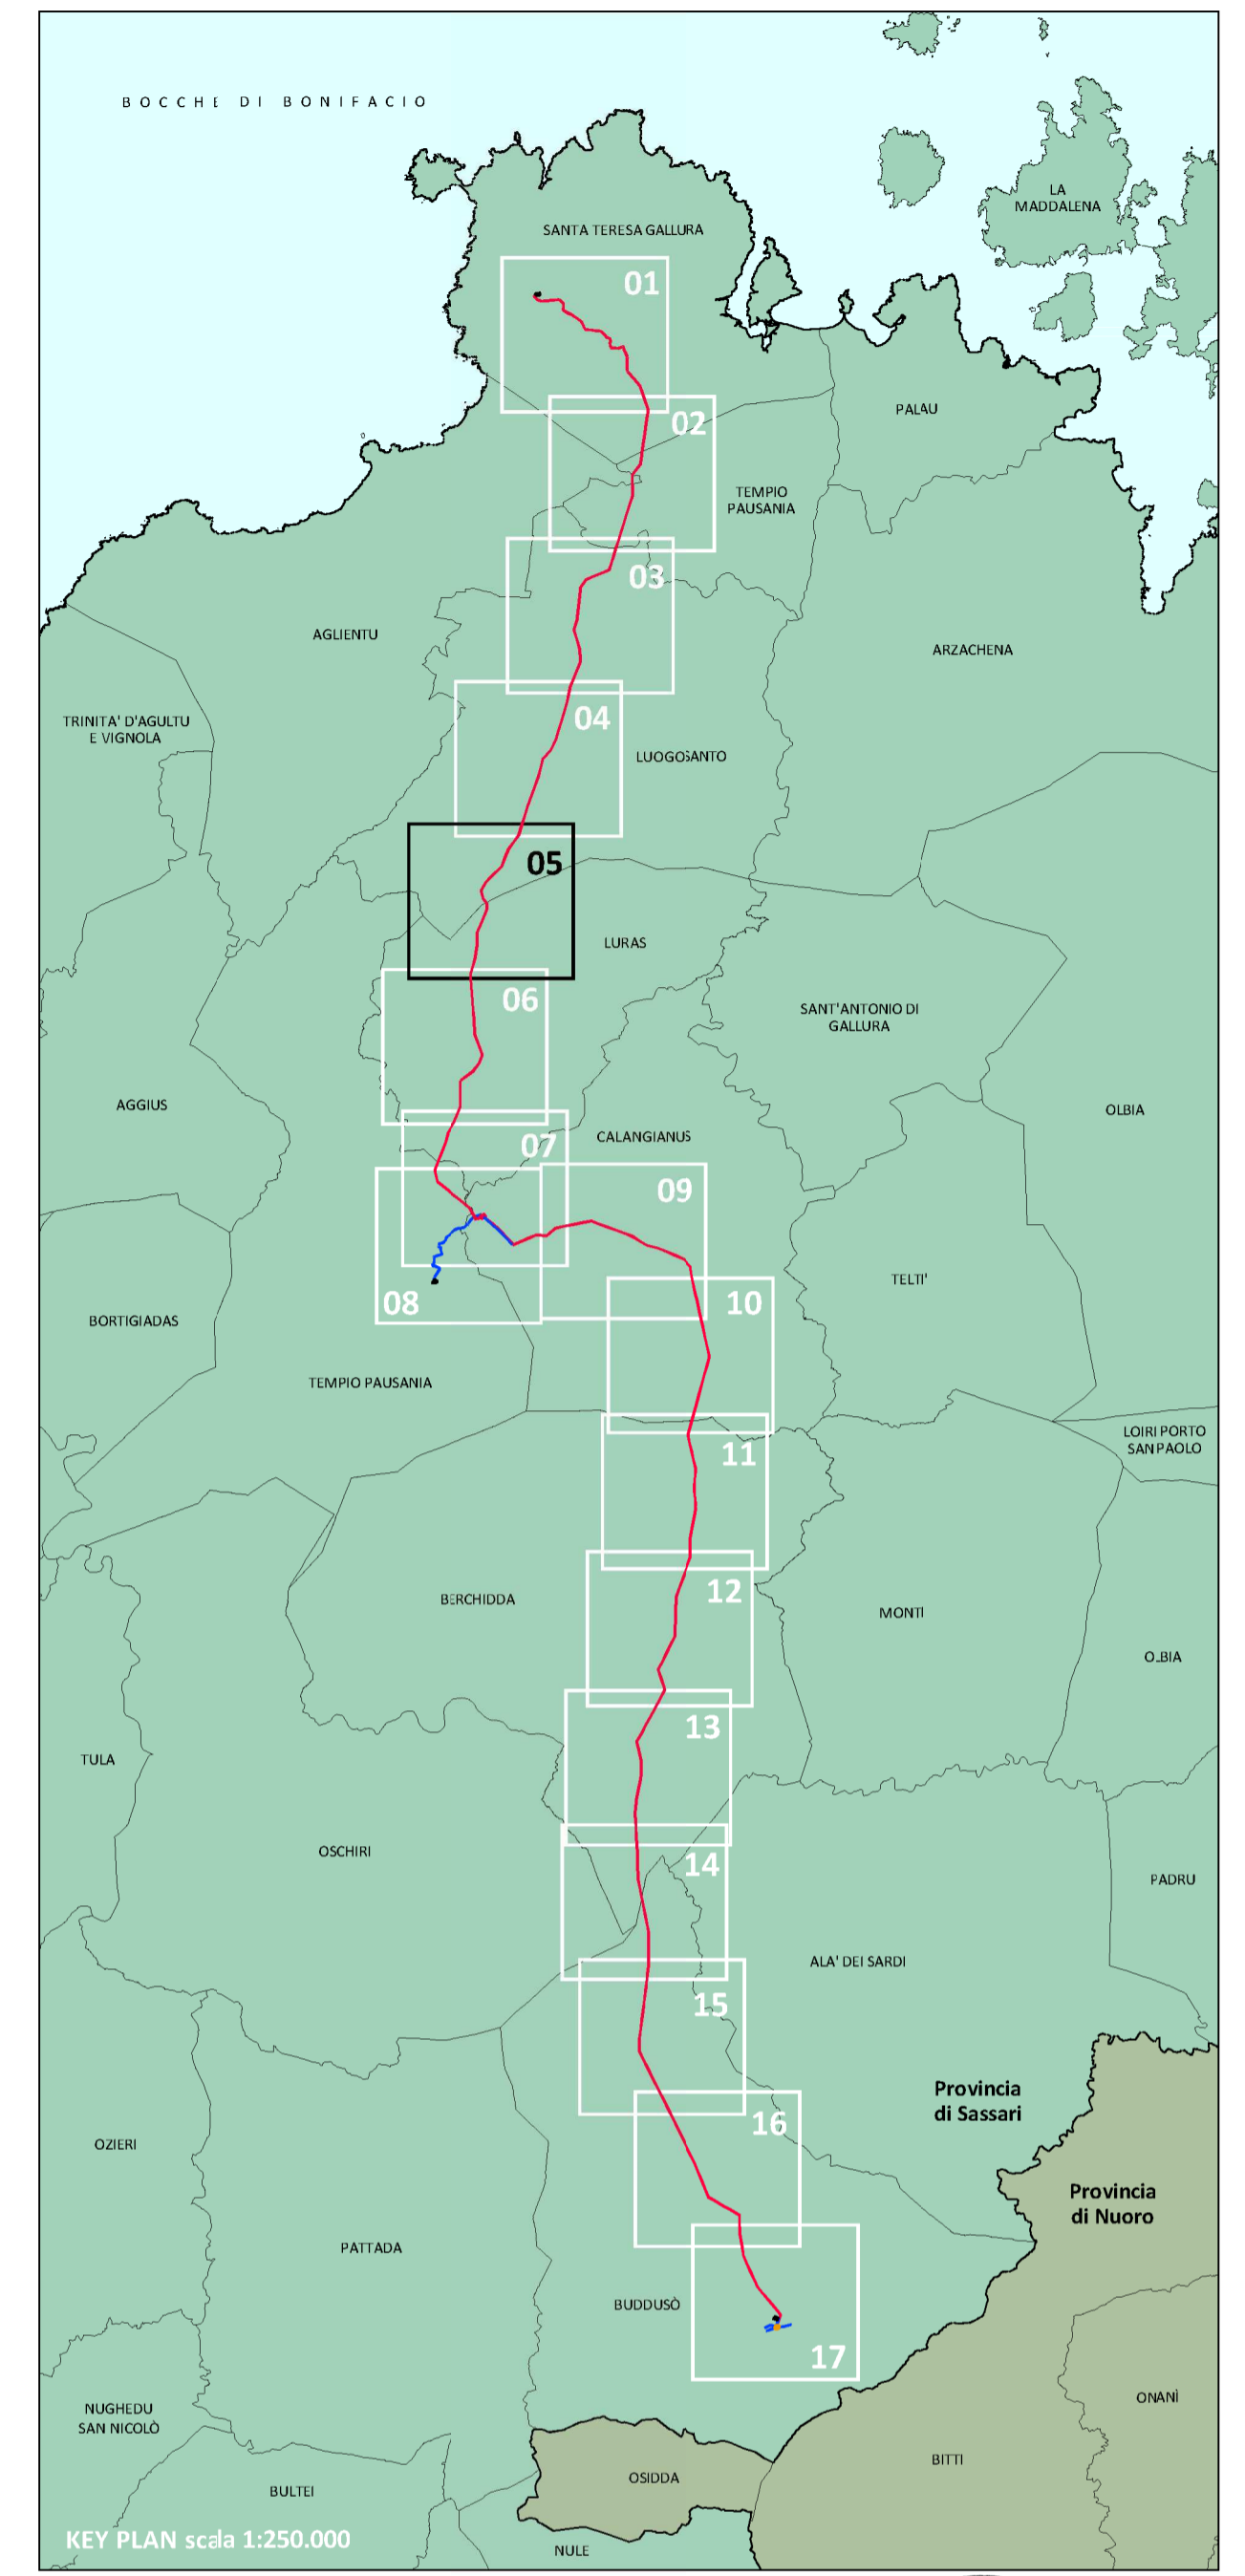 BOCCHE DI BONIFACIO
LA
MADDALENA
SANTA TERESA GALLURA
01
PALAU
02
TEMPIO
PAUSANIA
03
AGLIENTU
ARZACHENA
TRINITA' D'AGULTU
E VIGNOLA
04
LUOGOSANTO
05
LURAS
06
SANT'ANTONIO DI
GALLURA
AGGIUS
OLBIA
CALANGIANUS
07
09
TELTI'
08
10
BORTIGIADAS
TEMPIO PAUSANIA
LOIRI PORTO
SAN PAOLO
11
12
BERCHIDDA
MONTI
OLBIA
13
TULA
OSCHIRI
14
PADRU
ALA' DEI SARDI
15
Provincia
di Sassari
16
OZIERI
Provincia
di Nuoro
PATTADA
BUDDUSÒ
17
ONANÌ
NUGHEDU
SAN NICOLÒ
BITTI
OSIDDA
BULTEI
KEY PLAN scala 1:250.000
NULE